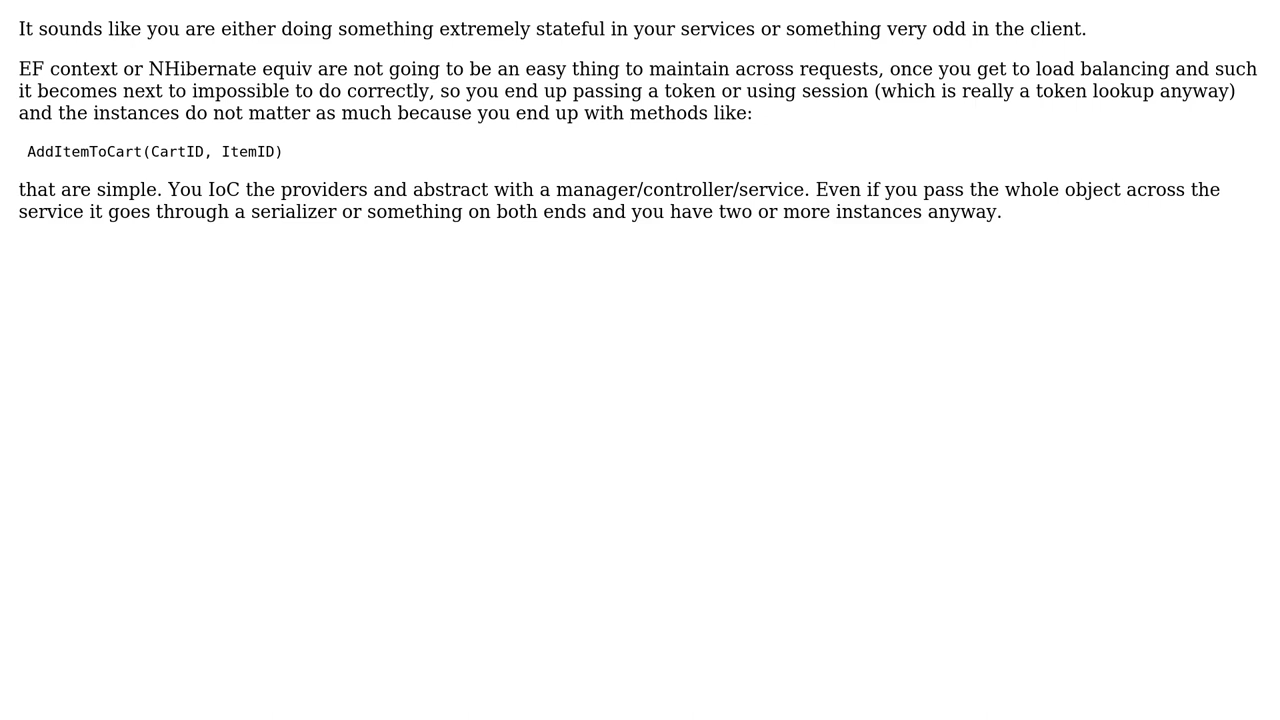 It sounds like you are either doing something extremely stateful in your services or something very odd in the client.
EF context or NHibernate equiv are not going to be an easy thing to maintain across requests, once you get to load balancing and such
it becomes next to impossible to do correctly, so you end up passing a token or using session (which is really a token lookup anyway)
and the instances do not matter as much because you end up with methods like:
AddItemToCart(CartID, ItemID)
that are simple. You IoC the providers and abstract with a manager/controller/service. Even if you pass the whole object across the
service it goes through a serializer or something on both ends and you have two or more instances anyway.